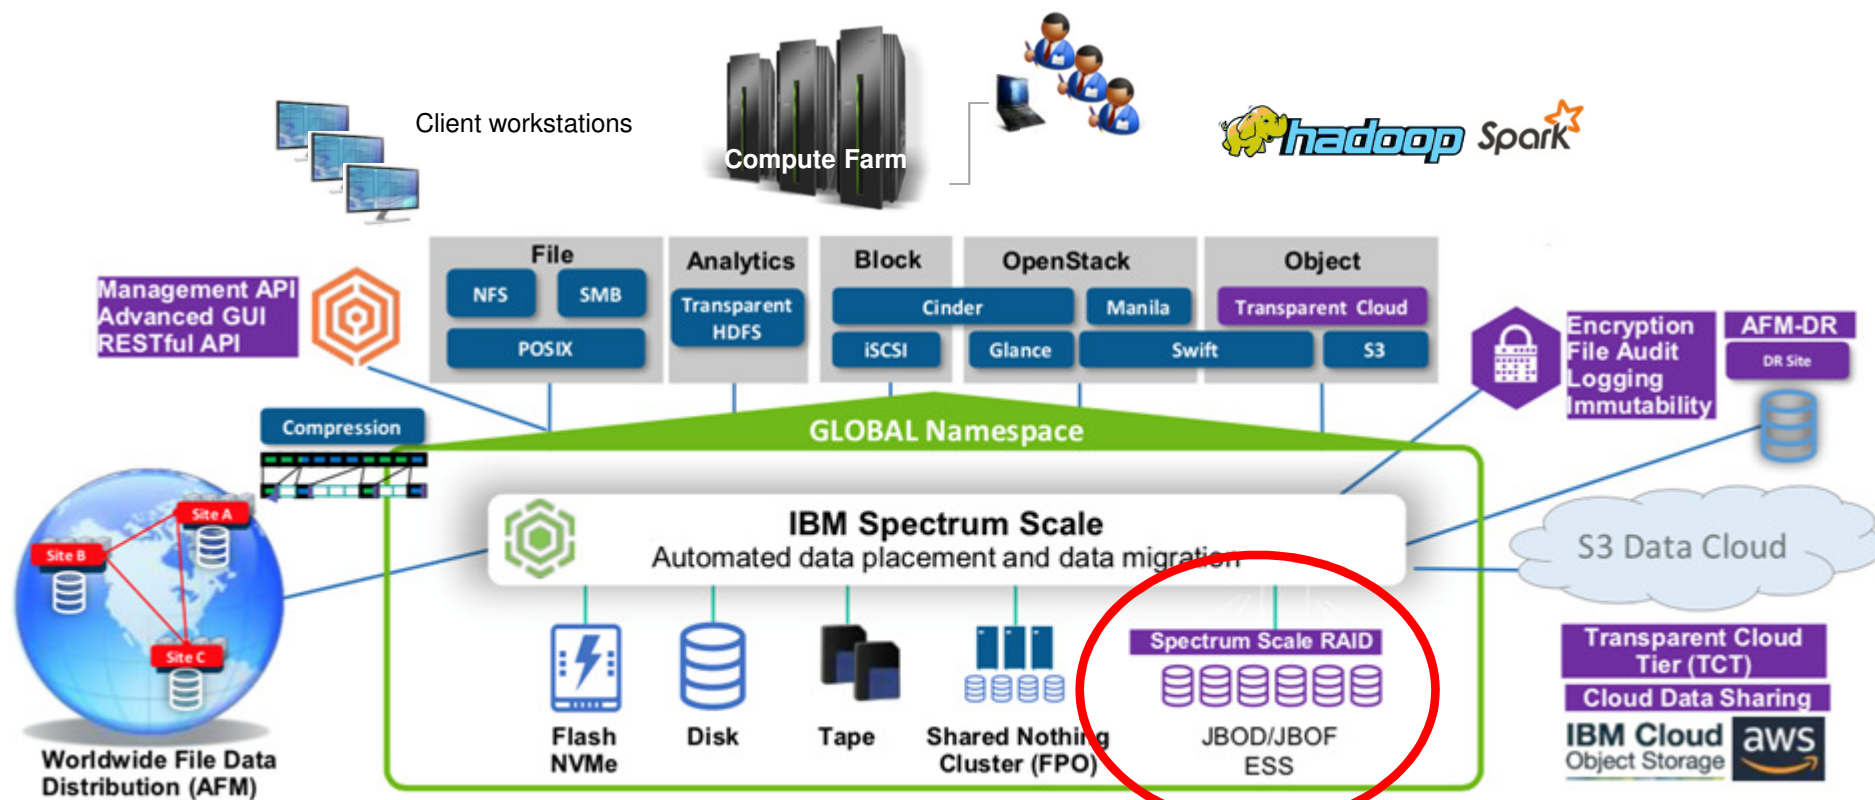 Client workstations
Compute Farm
hadoop
Spark
Management API
Advanced GUI
RESTful API
File
NFS
SMB
POSIX
Analytics
Transparent
HDFS
Block
OpenStack
Object
Cinder
Manila
Transparent Cloud
iSCSI
Glance
Swift
S3
Encryption
File Audit
Logging
Immutability
AFM-DR
DR Site
Compression
GLOBAL Namespace
IBM Spectrum Scale
Automated data placement and data migration
Site A
Site B
Site C
S3 Data Cloud
Spectrum Scale RAID
Flash
NVMe
Disk
Tape
Shared Nothing
Cluster (FPO)
JBOD/JBOF
ESS
Transparent Cloud
Tier (TCT)
Cloud Data Sharing
IBM Cloud
Object Storage
aws
Worldwide File Data
Distribution (AFM)